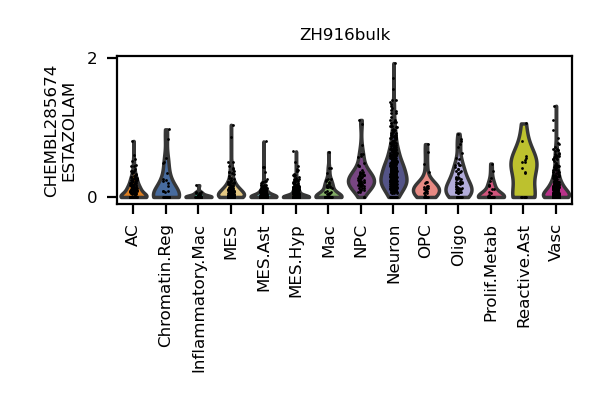 ZH916bulk
CHEMBL285674
ESTAZOLAM
2
0
AC
Chromatin.Reg
Inflammatory.Mac
MES
MES.Ast
MES.Hyp
Mac
NPC
Neuron
OPC
Oligo
Prolif.Metab
Reactive.Ast
Vasc